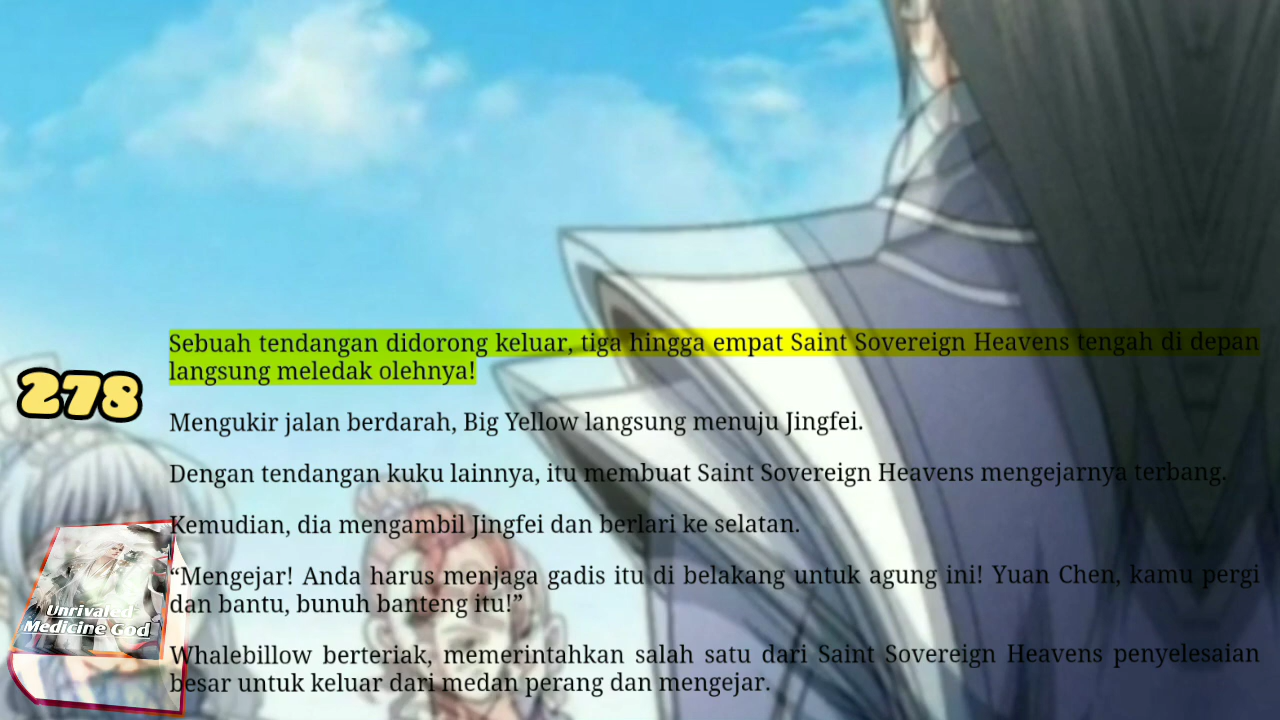 Sebuah tendangan didorong keluar, tiga hingga empat Saint Sovereign Heavens tengah di depan
langsung meledak olehnya!
278
Mengukir jalan berdarah, Big Yellow langsung menuju Jingfei.
Dengan tendangan kuku lainnya, itu membuat Saint Sovereign Heavens mengejarnya terbang.
Kemudian, dia mengambil Jingfei dan berlari ke selatan.
“Mengejar! Anda harus menjaga gadis itu di belakang untuk agung ini! Yuan Chen, kamu pergi
dan bantu, bunuh banteng itu!”
Unrivaled
Medicine God
Whalebillow berteriak, memerintahkan salah satu dari Saint Sovereign Heavens penyelesaian
besar untuk keluar dari medan perang dan mengejar.